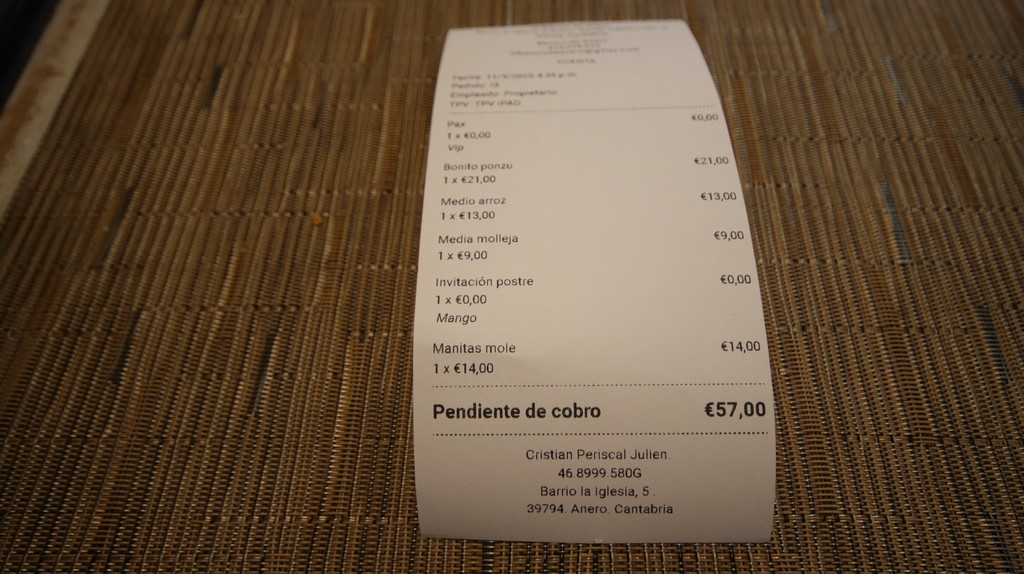 CUENTA
Pedido: 13
Empleado: Propietario
TPV: TPV IPAD
Pax €0,00
1 x €0,00
Vip
Bonito ponzu €21,00
1 x €21,00
Medio arroz €13,00
1 x €13,00
Media molleja €9,00
1 x €9,00
Invitación postre €0,00
1 x €0,00
Mango
Manitas mole €14,00
1 x €14,00
Pendiente de cobro €57,00
Cristian Periscal Julien.
46.8999.580G
Barrio la Iglesia, 5 .
39794. Anero. Cantabria